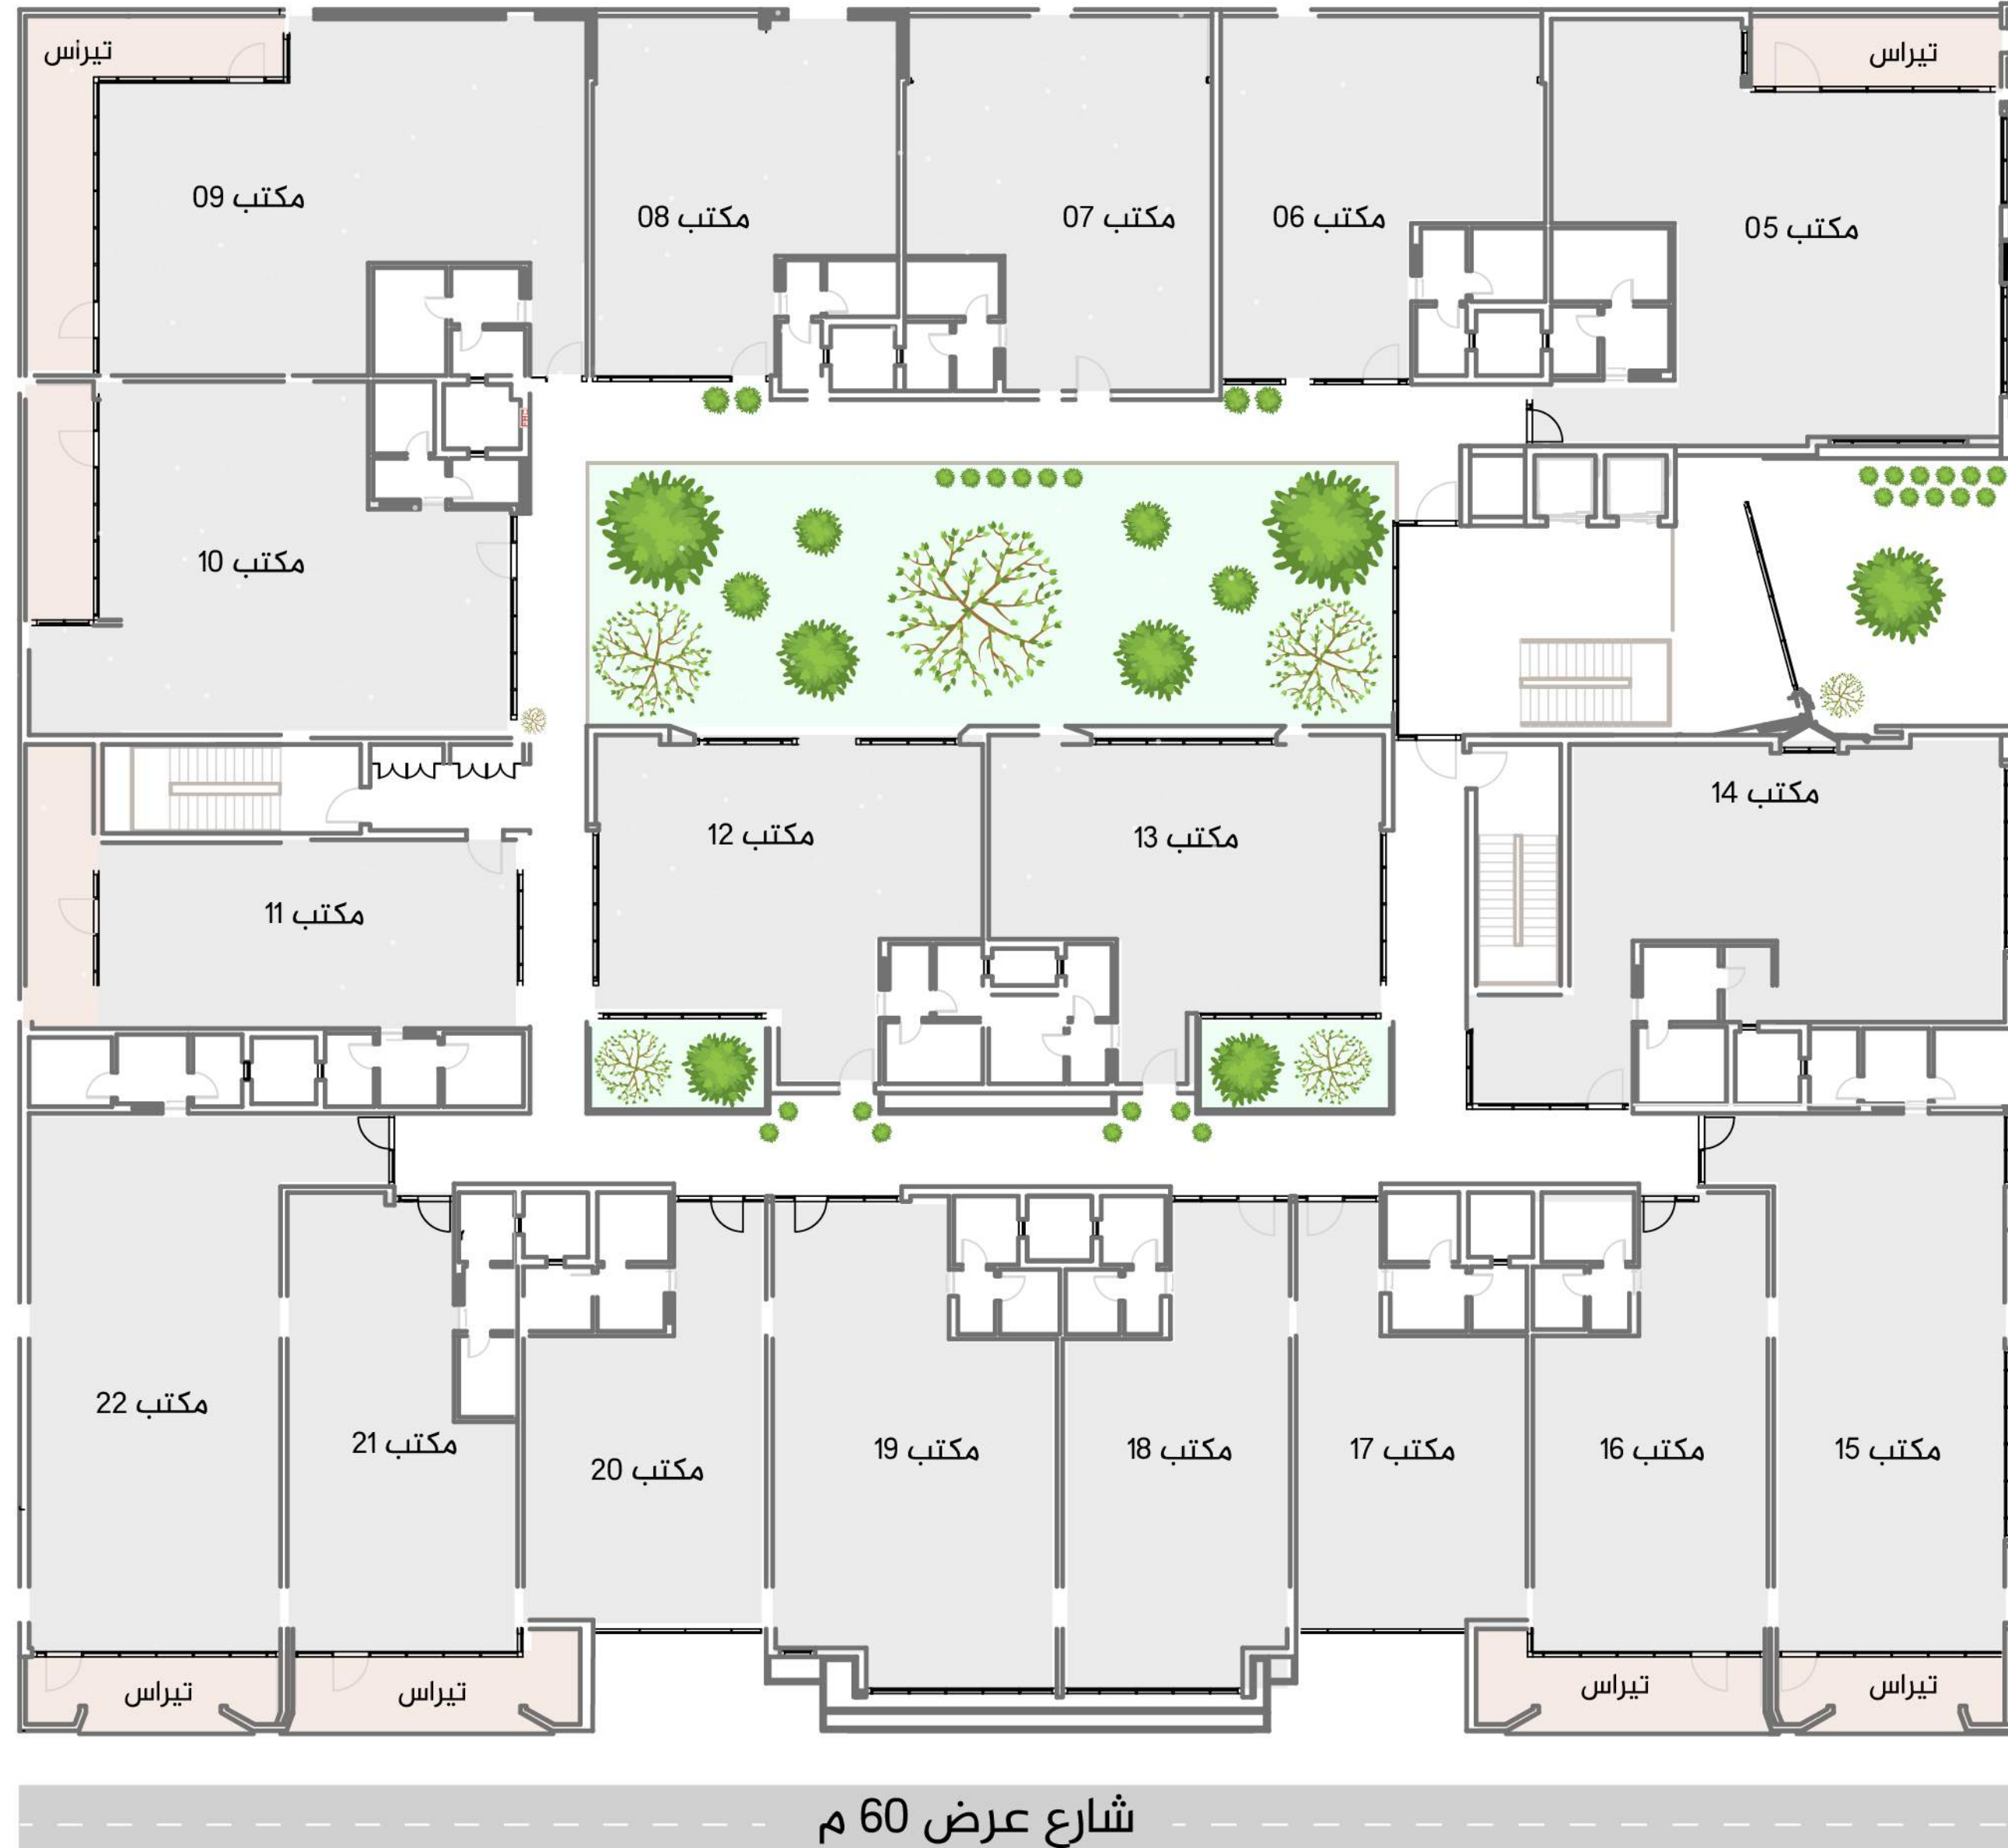 تيراس
تيراس
مكتب 09
مكتب 08
مكتب 07
مكتب 06
مكتب 05
مكتب 10
مكتب 14
مكتب 12
مكتب 13
مكتب 11
مكتب 22
مكتب 21
مكتب 20
مكتب 19
مكتب 18
مكتب 17
مكتب 16
مكتب 15
تيراس
تيراس
تيراس
تيراس
شارع عرض 60 م